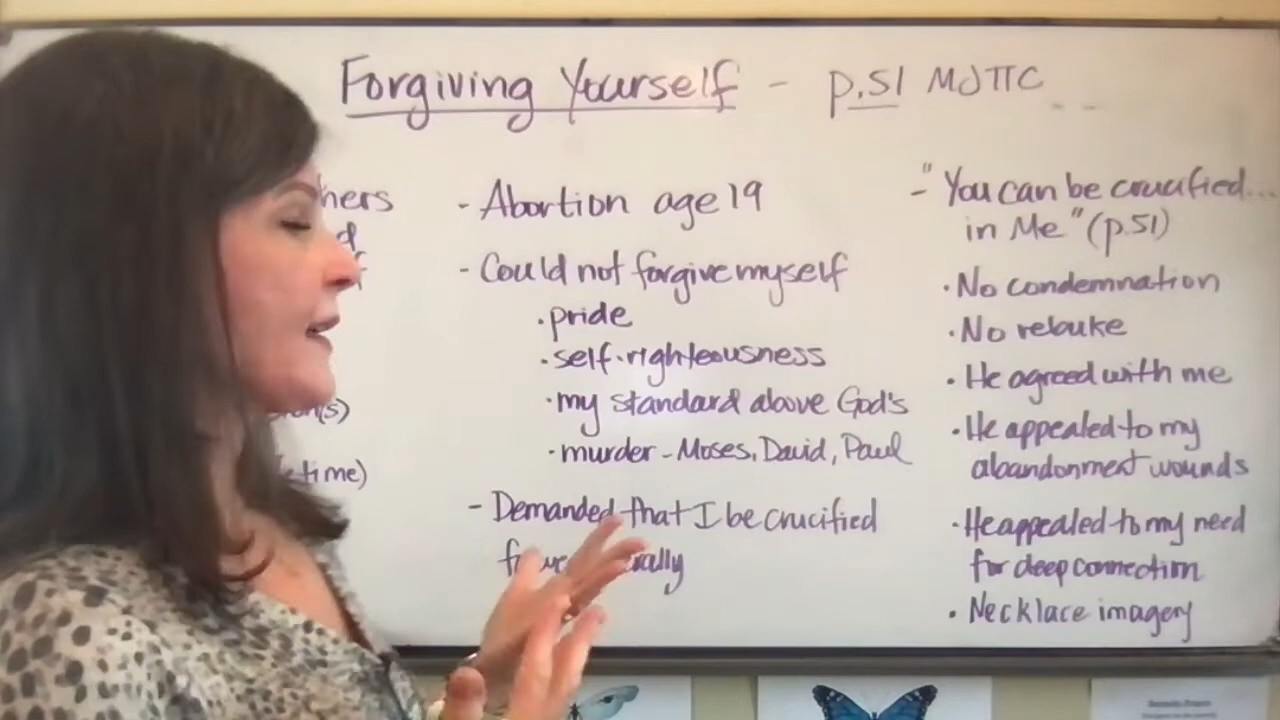 Forgiving Yourself - p.51 MJTTC
hers
- Abortion age 19
- Could not forgive myself
• pride
• self-righteousness
• my standard above God's
• murder - Moses, David, Paul
- Demanded that I be crucified
- "You can be crucified...
in Me" (p.51)
• No condemnation
• No rebuke
• He agreed with me
• He appealed to my
abandonment wounds
• He appealed to my need
for deep connection
• Necklace imagery
time)